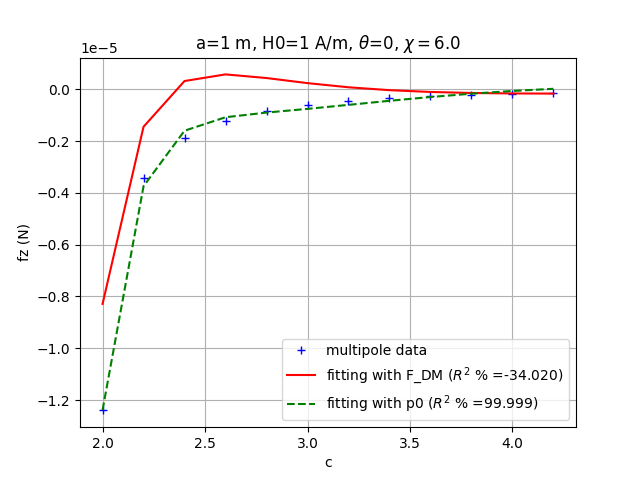 a=1 m, H0=1 A/m, θ=0, χ = 6.0
1e−5
0.0
−0.2
−0.4
−0.6
−0.8
−1.0
−1.2
fz (N)
multipole data
fitting with F_DM (R² % =-34.020)
fitting with p0 (R² % =99.999)
2.0 2.5 3.0 3.5 4.0
c